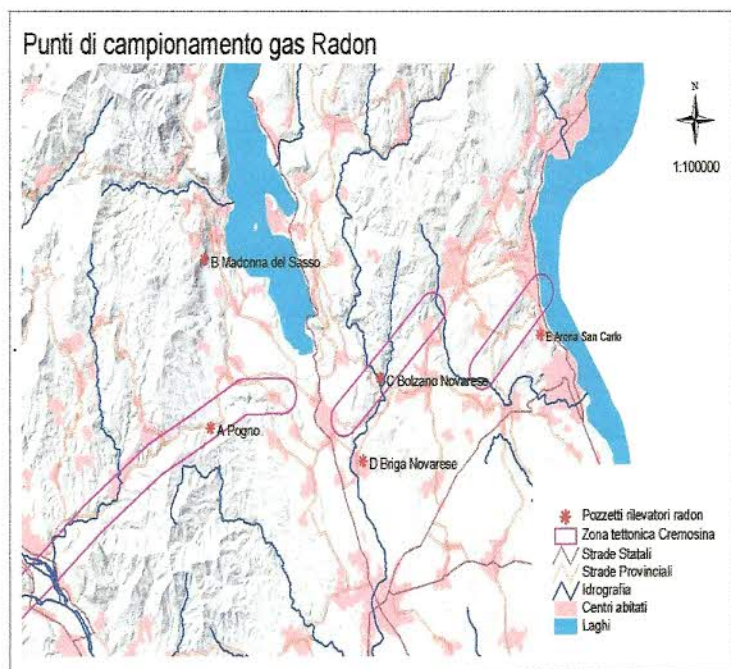 Punti di campionamento gas Radon
N
1:100000
B Madonna del Sasso
E Arona San Carlo
C Bolzano Novarese
A Pogno
D Briga Novarese
Pozzetti rilevatori radon
Zona tettonica Cremosina
Strade Statali
Strade Provinciali
Idrografia
Centri abitati
Laghi